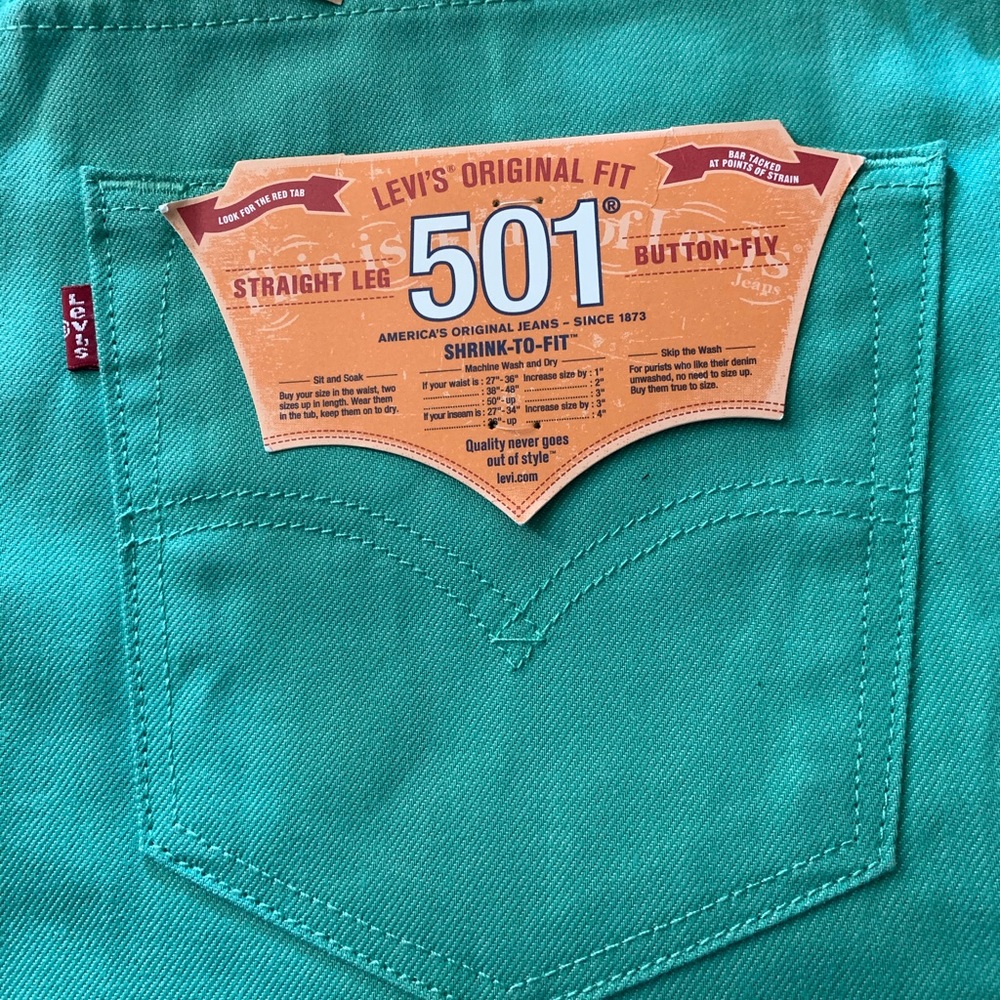 LEVI'S® ORIGINAL FIT
LOOK FOR THE RED TAB
BAR TACKED
AT POINTS OF STRAIN
501®
STRAIGHT LEG
BUTTON-FLY
Jeans
AMERICA'S ORIGINAL JEANS – SINCE 1873
SHRINK-TO-FIT™
Sit and Soak
Buy your size in the waist, two
sizes up in length. Wear them
in the tub, keep them on to dry.
Machine Wash and Dry
If your waist is : 27"-36" Increase size by : 1"
: 38"-48" : 2"
: 50"-up : 3"
If your inseam is : 27"-34" Increase size by : 3"
36"-up : 4"
Skip the Wash
For purists who like their denim
unwashed, no need to size up.
Buy them true to size.
Quality never goes
out of style™
levi.com
LEVI'S
®